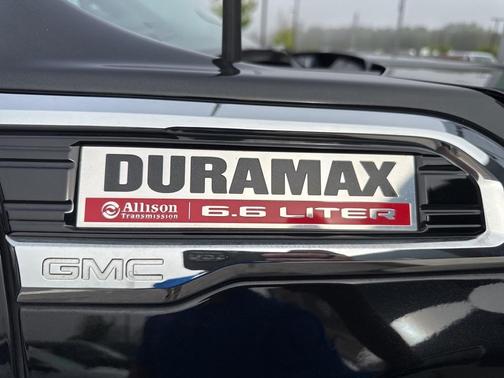 DURAMAX
Allison 6.6 LITER
Transmission
GMC